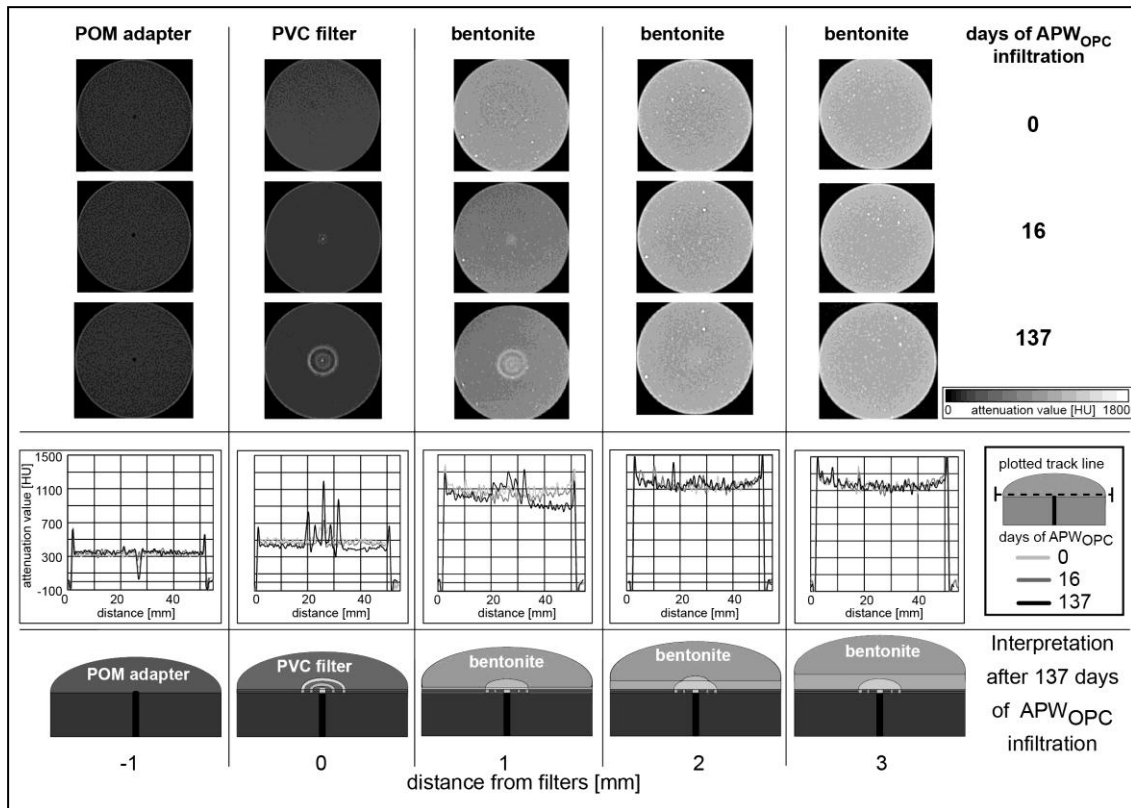 POM adapter
PVC filter
bentonite
bentonite
bentonite
days of APWOPC
infiltration
0
16
137
0 attenuation value [HU] 1800
attenuation value [HU]
1500
1100
700
300
-100
0 20 40
distance [mm]
0 20 40
distance [mm]
0 20 40
distance [mm]
0 20 40
distance [mm]
0 20 40
distance [mm]
plotted track line
days of APWOPC
0
16
137
POM adapter
PVC filter
bentonite
bentonite
bentonite
Interpretation
after 137 days
of APWOPC
infiltration
-1 0 1 2 3
distance from filters [mm]